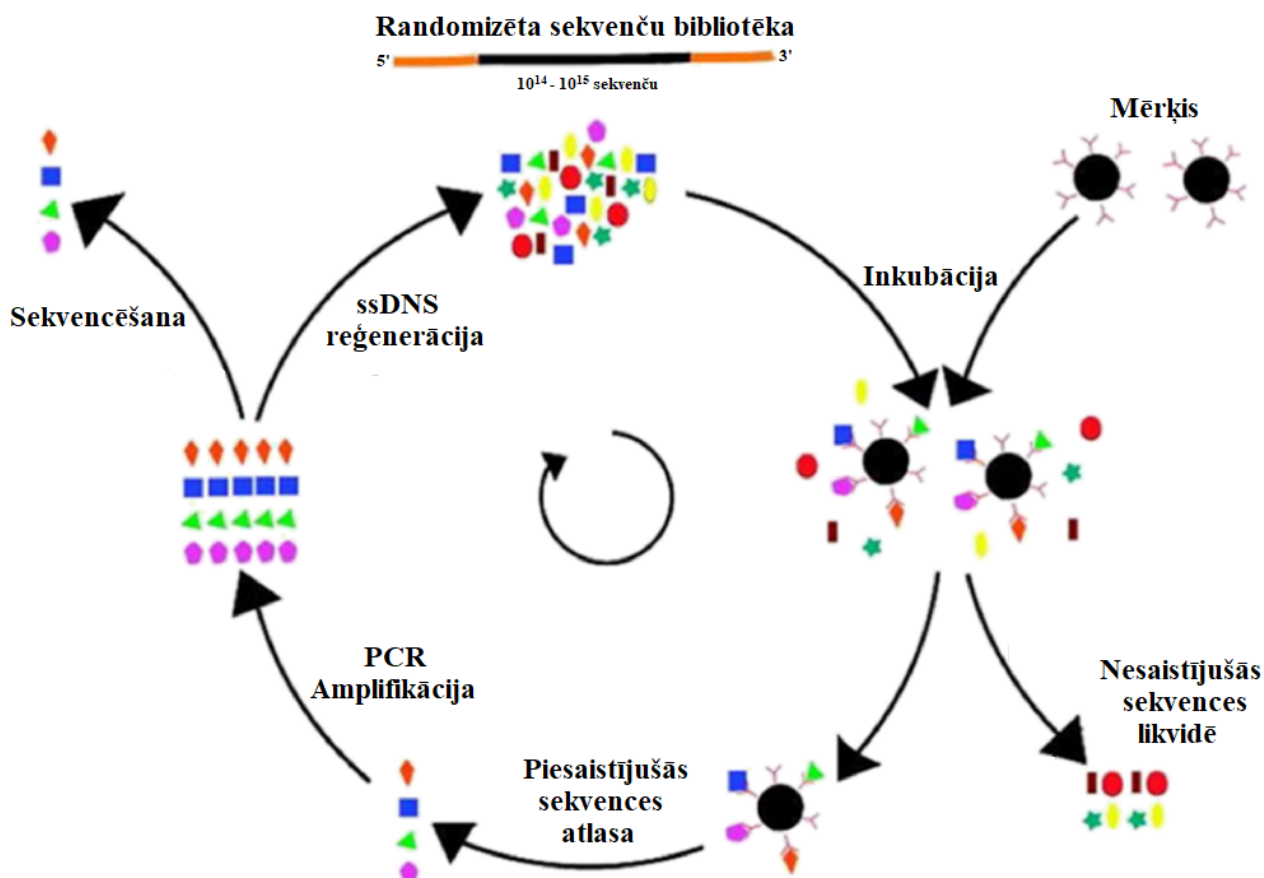 Randomizēta sekvenču bibliotēka
5' 3'
10¹⁴ - 10¹⁵ sekvenču
Mērķis
Inkubācija
Sekvencēšana
ssDNS
reģenerācija
PCR
Amplifikācija
Nesaistījušās
sekvences
likvidē
Piesaistījušās
sekvences
atlasa